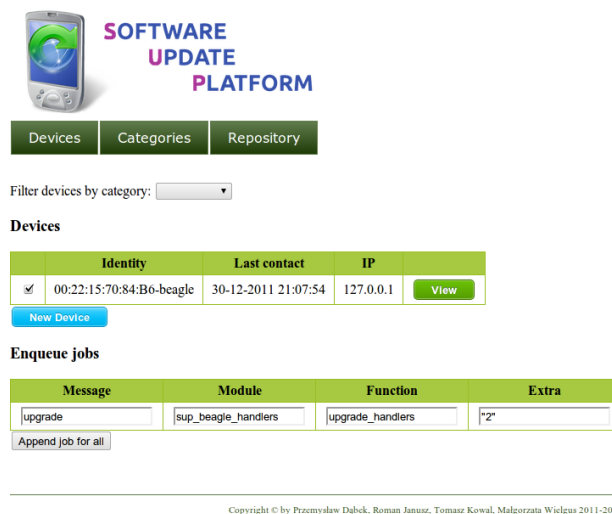 SOFTWARE
UPDATE
PLATFORM
Devices Categories Repository
Filter devices by category:
Devices
Identity Last contact IP
00:22:15:70:84:B6-beagle 30-12-2011 21:07:54 127.0.0.1 View
New Device
Enqueue jobs
Message Module Function Extra
upgrade sup_beagle_handlers upgrade_handlers "2"
Append job for all
Copyright © by Przemysław Dąbek, Roman Janusz, Tomasz Kowal, Małgorzata Wielgus 2011-20